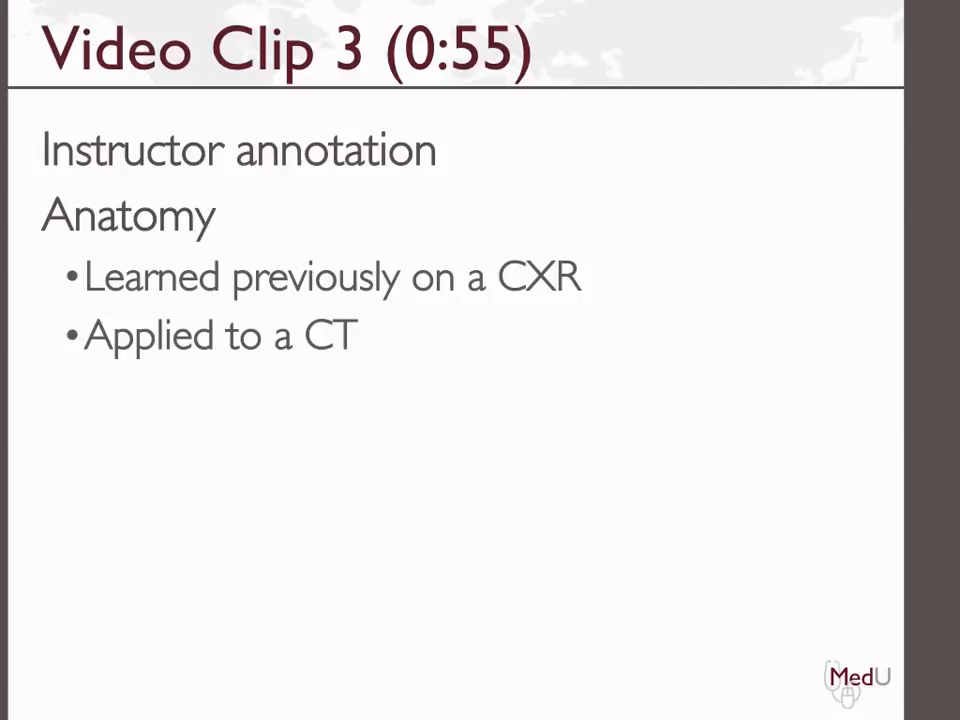 Video Clip 3 (0:55)
Instructor annotation
Anatomy
•Learned previously on a CXR
•Applied to a CT
MedU